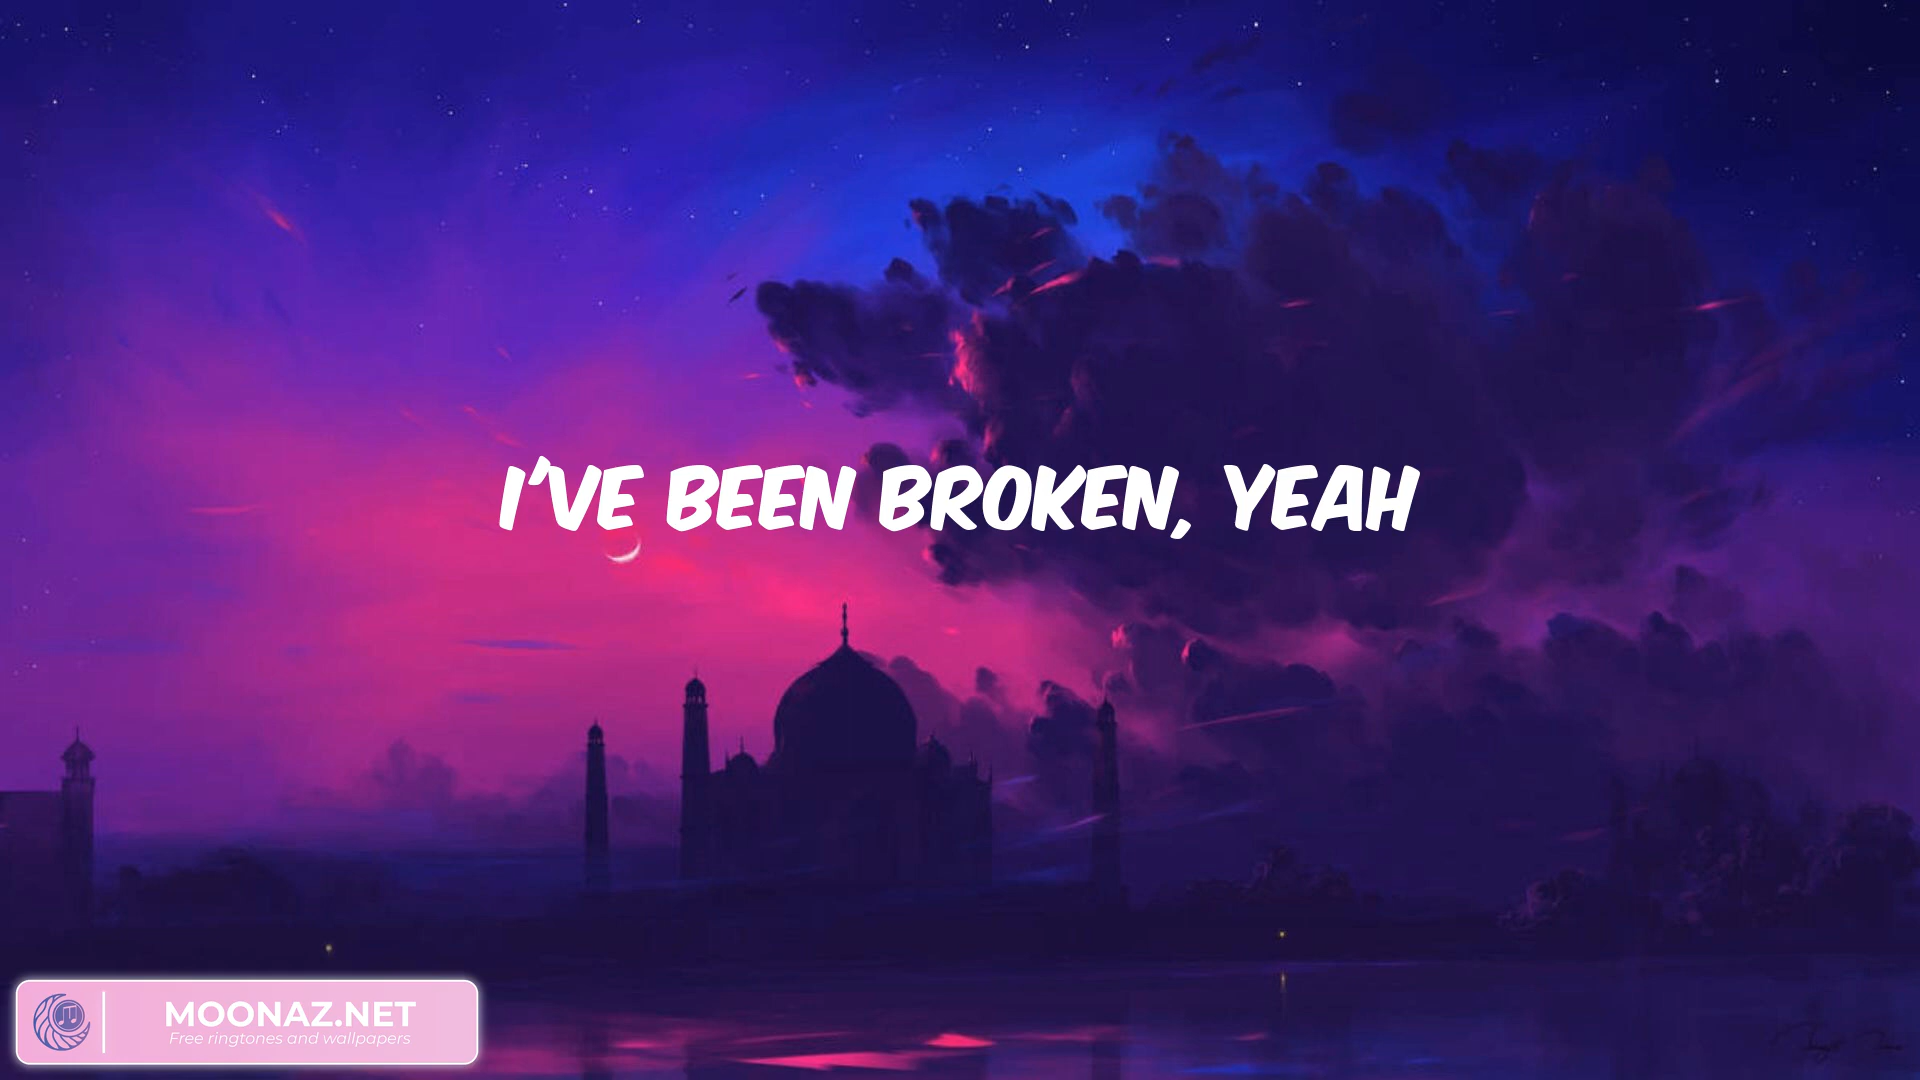 I'VE BEEN BROKEN, YEAH
MOONAZ.NET
Free ringtones and wallpapers